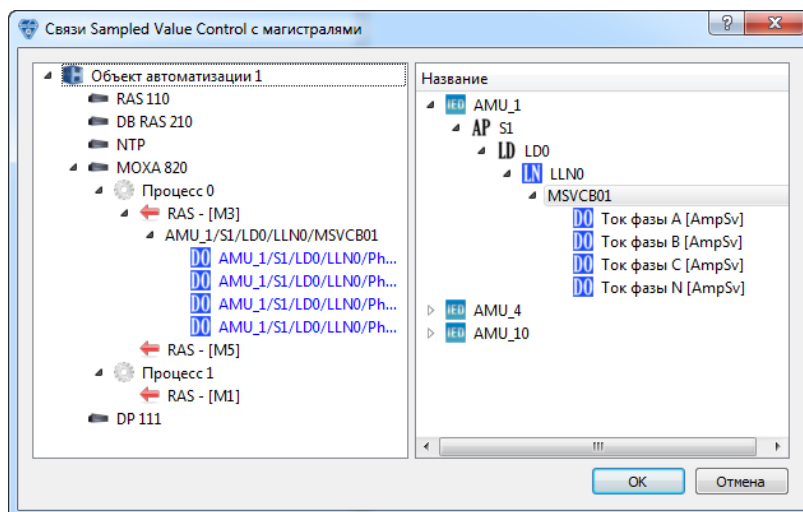 Связи Sampled Value Control с магистралями
Объект автоматизации 1
RAS 110
DB RAS 210
NTP
MOXA 820
Процесс 0
RAS - [M3]
AMU_1/S1/LD0/LLN0/MSVCB01
DO AMU_1/S1/LD0/LLN0/Ph...
DO AMU_1/S1/LD0/LLN0/Ph...
DO AMU_1/S1/LD0/LLN0/Ph...
DO AMU_1/S1/LD0/LLN0/Ph...
RAS - [M5]
Процесс 1
RAS - [M1]
DP 111
Название
IED AMU_1
AP S1
LD LD0
LN LLN0
MSVCB01
DO Ток фазы A [AmpSv]
DO Ток фазы B [AmpSv]
DO Ток фазы C [AmpSv]
DO Ток фазы N [AmpSv]
IED AMU_4
IED AMU_10
OK
Отмена